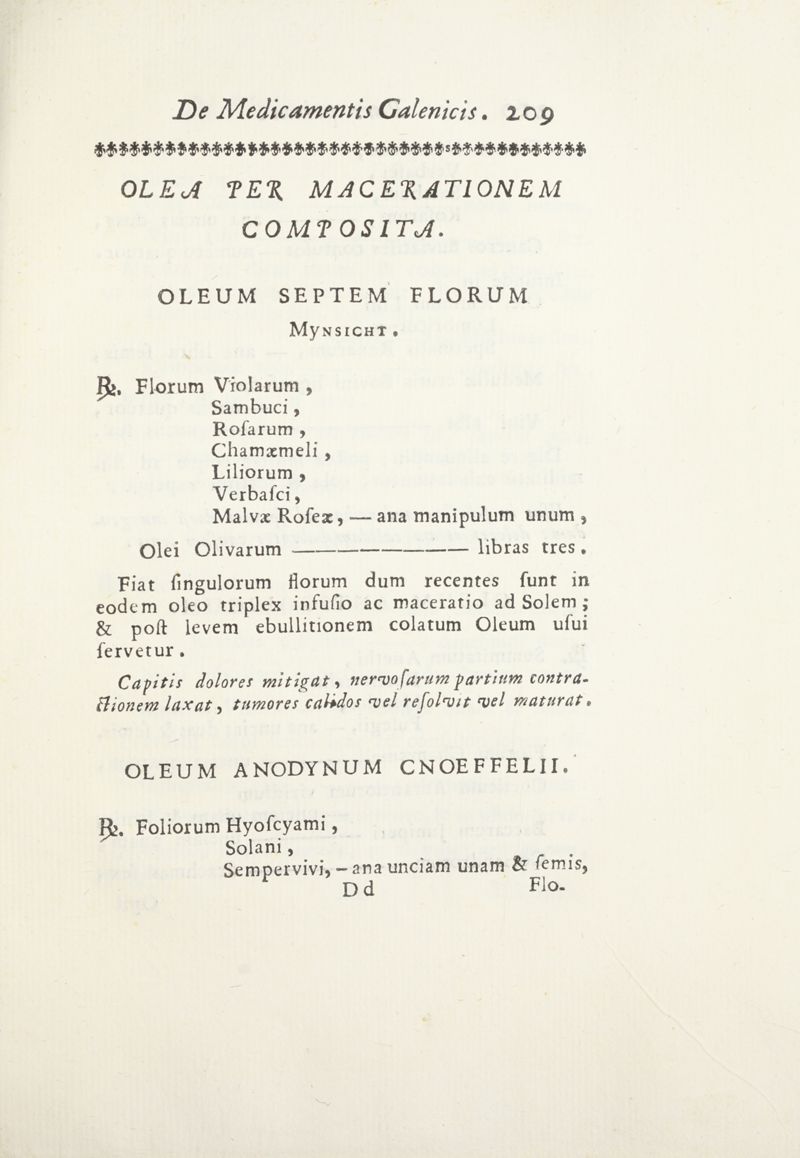 De Medicamentis Galenicis. 209
OLEA PER MACERATIONEM
COMPOSITA.
OLEUM SEPTEM FLORUM
MyNSICHT.
℞. Florum Violarum,
Sambuci,
Roſarum,
Chamæmeli,
Liliorum,
Verbaſci,
Malvæ Roſeæ, — ana manipulum unum,
Olei Olivarum ———————— libras tres.
Fiat ſingulorum florum dum recentes ſunt in
eodem oleo triplex infuſio ac maceratio ad Solem;
& poſt levem ebullitionem colatum Oleum uſui
ſervetur.
Capitis dolores mitigat, nervoſarum partium contra-
ctionem laxat, tumores calidos vel reſolvit vel maturat.
OLEUM ANODYNUM CNOEFFELII.
℞. Foliorum Hyoſcyami,
Solani,
Sempervivi, – ana unciam unam & ſemis,
Dd Flo-